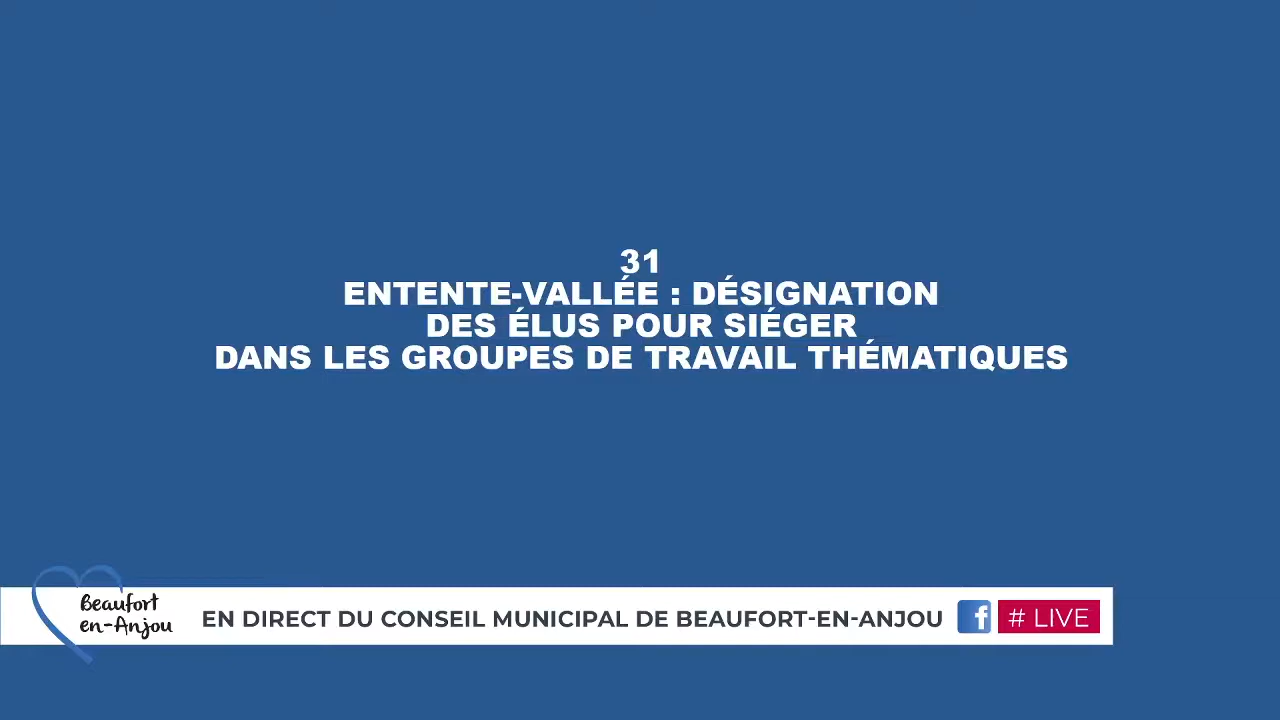 31
ENTENTE-VALLÉE : DÉSIGNATION
DES ÉLUS POUR SIÉGER
DANS LES GROUPES DE TRAVAIL THÉMATIQUES
Beaufort
en-Anjou
EN DIRECT DU CONSEIL MUNICIPAL DE BEAUFORT-EN-ANJOU
f
# LIVE